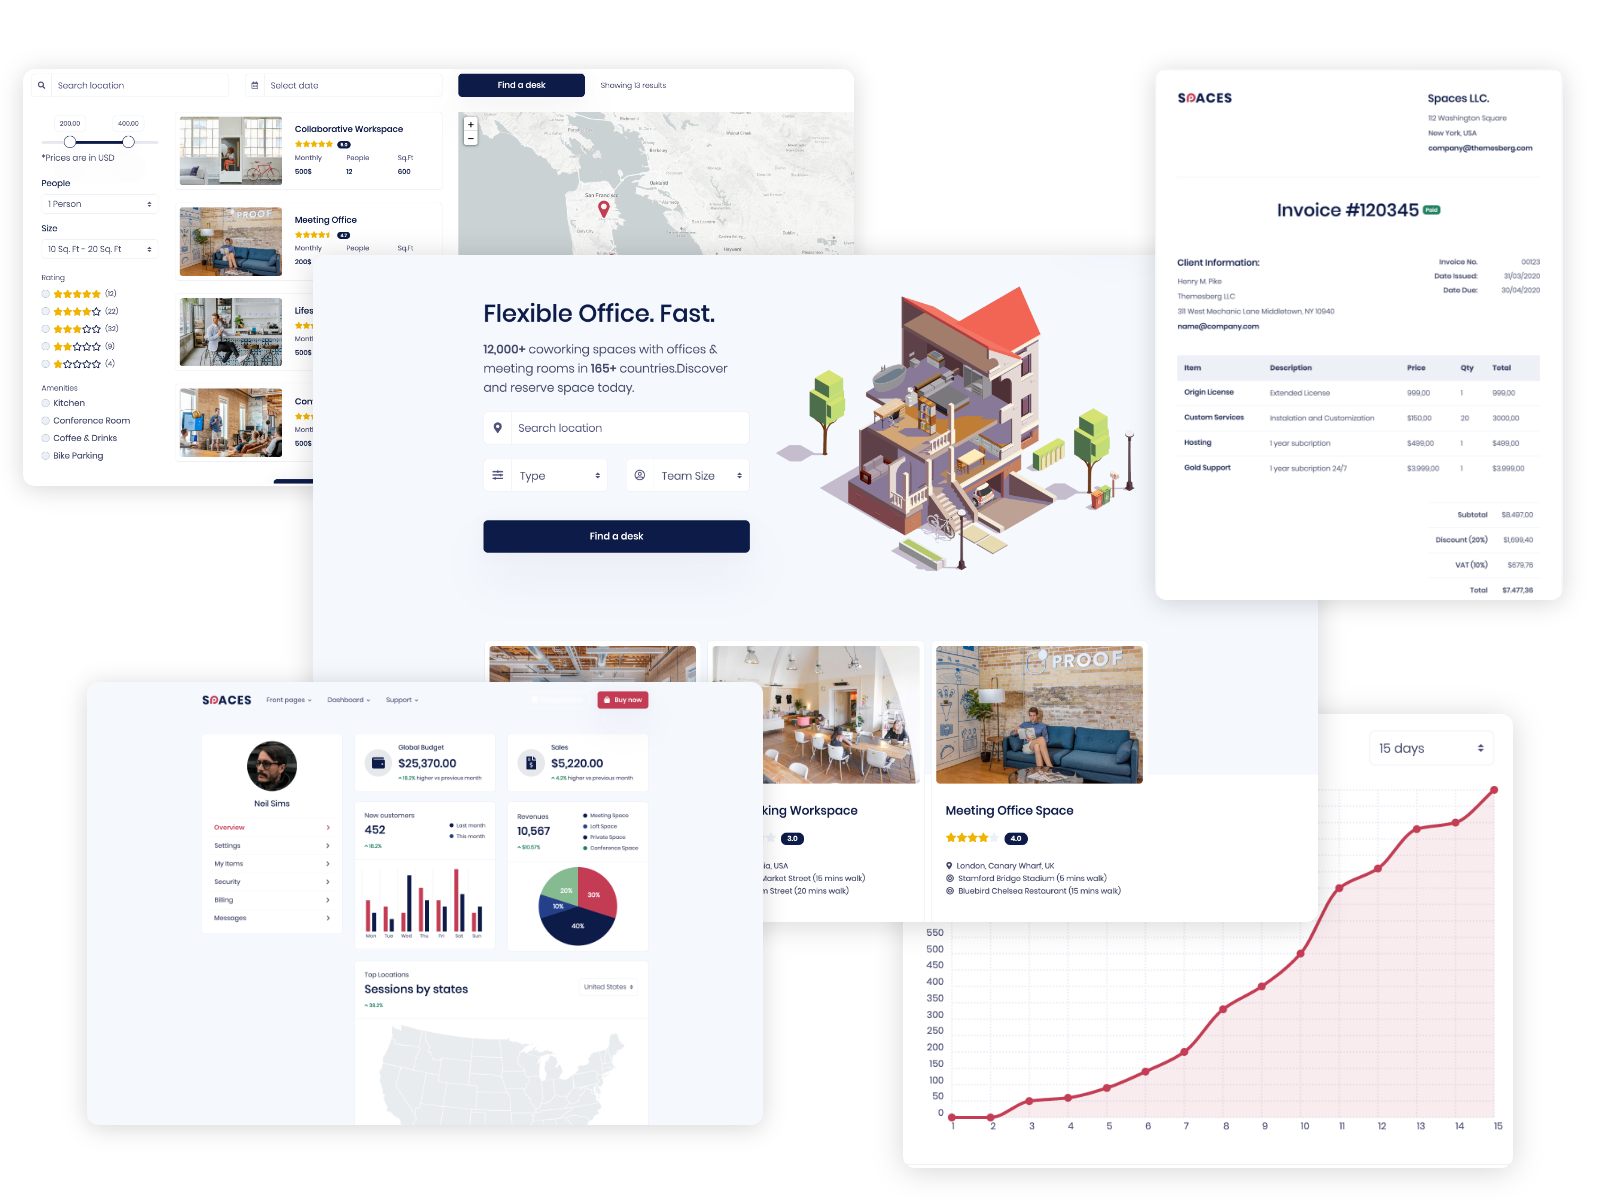 Search location
Select date
Find a desk
Showing 13 results
200.00
400.00
*Prices are in USD
People
1 Person
Size
10 Sq. Ft - 20 Sq. Ft
Rating
(12)
(22)
(32)
(9)
(4)
Amenities
Kitchen
Conference Room
Coffee & Drinks
Bike Parking
Collaborative Workspace
5.0
Monthly People Sq.Ft
500$ 12 600
PROOF
Meeting Office
4.7
Monthly People Sq.Ft
200$
Lifes
Month
500$
Con
Month
500$
+
−
Richmond
Berkeley
Walnut Creek
Oakland
San Francisco
Daly City
San Leandro
Hayward
Flexible Office. Fast.
12,000+ coworking spaces with offices &
meeting rooms in 165+ countries.Discover
and reserve space today.
Search location
Type
Team Size
Find a desk
SPACES
Spaces LLC.
112 Washington Square
New York, USA
company@themesberg.com
Invoice #120345 Paid
Client Information:
Henry M. Pike
Themesberg LLC
311 West Mechanic Lane Middletown, NY 10940
name@company.com
Invoice No. 00123
Date Issued: 31/03/2020
Date Due: 30/04/2020
Item Description Price Qty Total
Origin License Extended License 999,00 1 999,00
Custom Services Instalation and Customization $150,00 20 3000,00
Hosting 1 year subcription $499,00 1 $499,00
Gold Support 1 year subcription 24/7 $3.999,00 1 $3.999,00
Subtotal $8.497,00
Discount (20%) $1,699,40
VAT (10%) $679,76
Total $7.477,36
PROOF
king Workspace
3.0
ia, USA
Market Street (15 mins walk)
m Street (20 mins walk)
Meeting Office Space
4.0
London, Canary Wharf, UK
Stamford Bridge Stadium (5 mins walk)
Bluebird Chelsea Restaurant (15 mins walk)
SPACES
Front pages
Dashboard
Support
Buy now
Neil Sims
Overview
Settings
My Items
Security
Billing
Messages
Global Budget
$25,370.00
18.2% higher vs previous month
Sales
$5,220.00
4.2% higher vs previous month
New customers
452
18.2%
Last month
This month
Mon Tue Wed Thu Fri Sat Sun
Revenues
10,567
$10.57%
Meeting Space
Loft Space
Private Space
Conference Space
20%
30%
10%
40%
Top Locations
Sessions by states
38.2%
United States
15 days
550
500
450
400
350
300
250
200
150
100
50
0
1 2 3 4 5 6 7 8 9 10 11 12 13 14 15